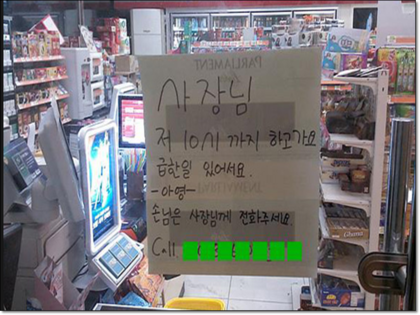 PARLIAMENT
사장님
저 10시 까지 하고가요
급한일 있어서요.
-아영-
손님은 사장님께 전화주세요.
Call